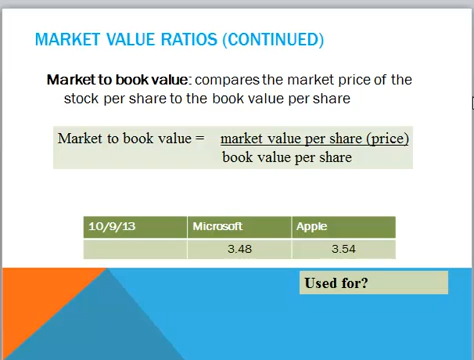 MARKET VALUE RATIOS (CONTINUED)
Market to book value: compares the market price of the
stock per share to the book value per share
Market to book value = market value per share (price)
book value per share
10/9/13 Microsoft Apple
3.48 3.54
Used for?